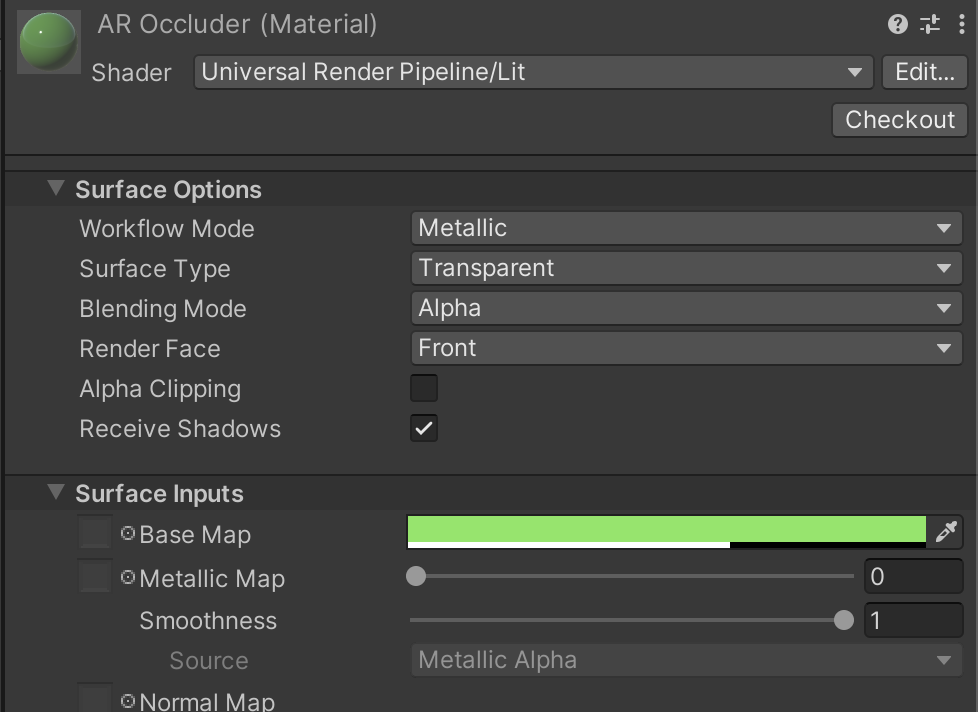 AR Occluder (Material)
Shader Universal Render Pipeline/Lit Edit...
Checkout
Surface Options
Workflow Mode Metallic
Surface Type Transparent
Blending Mode Alpha
Render Face Front
Alpha Clipping
Receive Shadows
Surface Inputs
Base Map
Metallic Map 0
Smoothness 1
Source Metallic Alpha
Normal Map